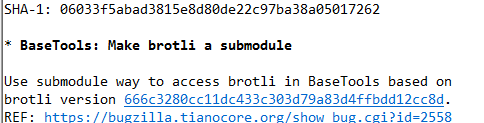 SHA-1: 06033f5abad3815e8d80de22c97ba38a05017262
* BaseTools: Make brotli a submodule
Use submodule way to access brotli in BaseTools based on
brotli version 666c3280cc11dc433c303d79a83d4ffbdd12cc8d.
REF: https://bugzilla.tianocore.org/show_bug.cgi?id=2558